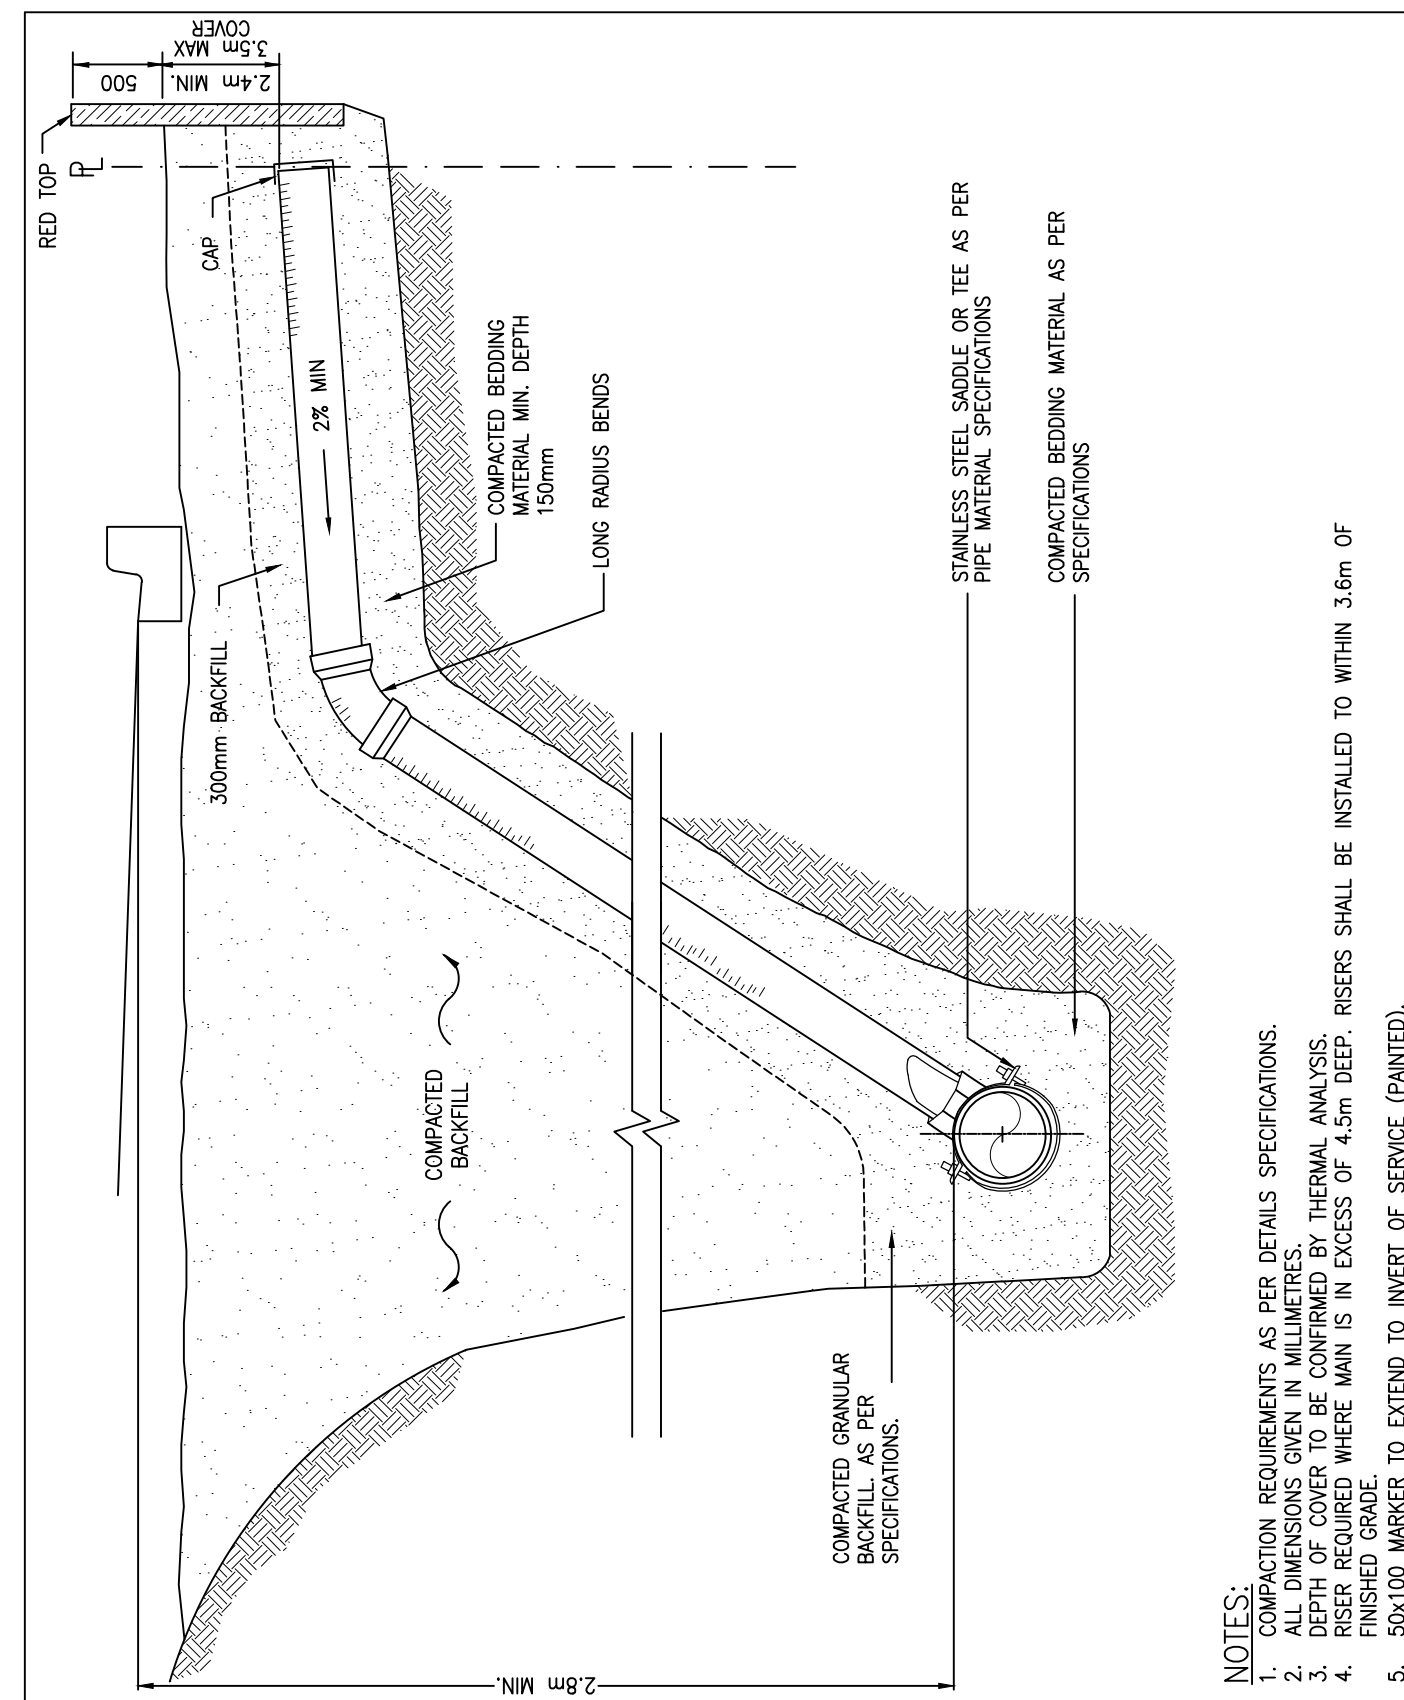 RED TOP
PL
500
2.4m MIN.
3.5m MAX
COVER
CAP
2% MIN
300mm BACKFILL
COMPACTED BEDDING
MATERIAL MIN. DEPTH
150mm
LONG RADIUS BENDS
COMPACTED
BACKFILL
STAINLESS STEEL SADDLE OR TEE AS PER
PIPE MATERIAL SPECIFICATIONS
COMPACTED BEDDING MATERIAL AS PER
SPECIFICATIONS
COMPACTED GRANULAR
BACKFILL. AS PER
SPECIFICATIONS.
2.8m MIN.
NOTES:
1. COMPACTION REQUIREMENTS AS PER DETAILS SPECIFICATIONS.
2. ALL DIMENSIONS GIVEN IN MILLIMETRES.
3. DEPTH OF COVER TO BE CONFIRMED BY THERMAL ANALYSIS.
4. RISER REQUIRED WHERE MAIN IS IN EXCESS OF 4.5m DEEP. RISERS SHALL BE INSTALLED TO WITHIN 3.6m OF
FINISHED GRADE.
5. 50x100 MARKER TO EXTEND TO INVERT OF SERVICE (PAINTED).